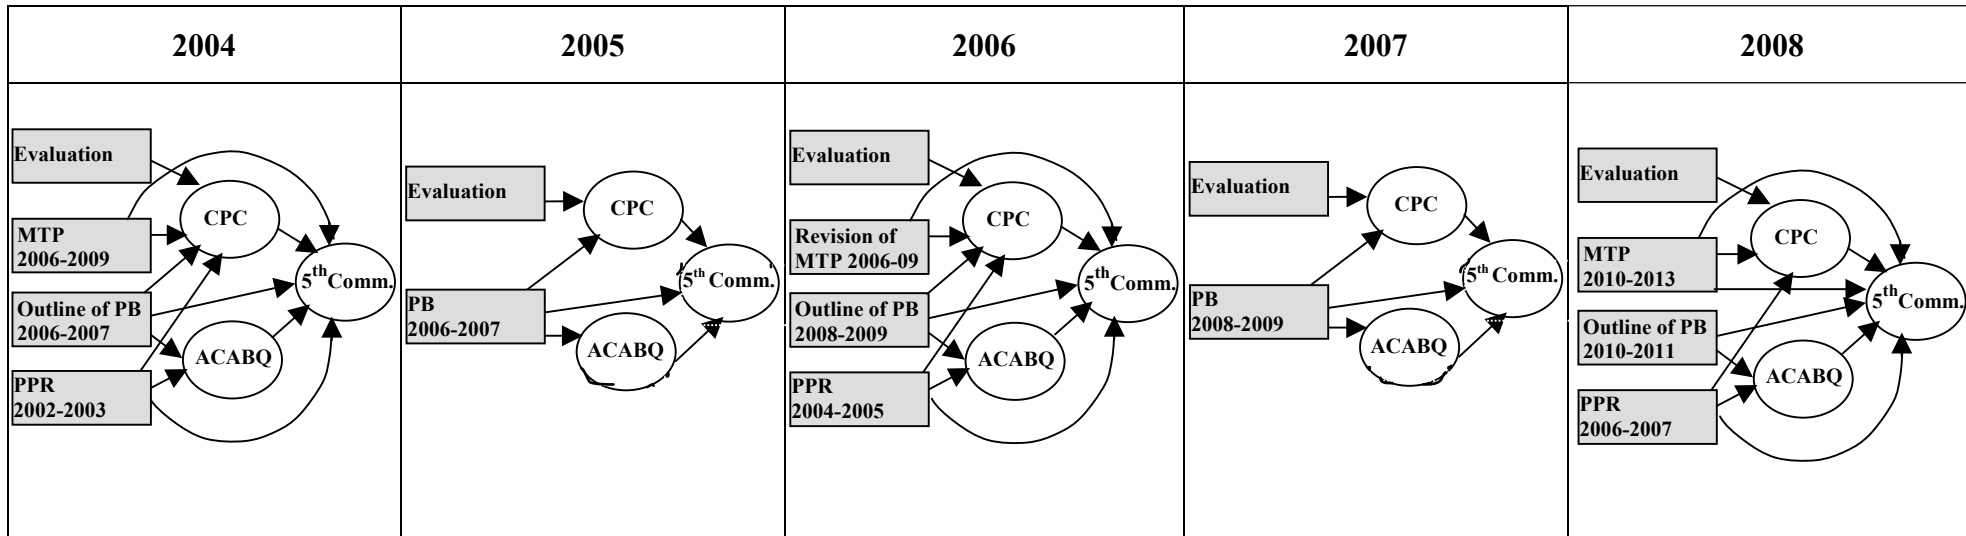 2004
Evaluation
MTP
2006-2009
Outline of PB
2006-2007
PPR
2002-2003
CPC
ACABQ
5th Comm.
2005
Evaluation
PB
2006-2007
CPC
ACABQ
5th Comm.
2006
Evaluation
Revision of
MTP 2006-09
Outline of PB
2008-2009
PPR
2004-2005
CPC
ACABQ
5th Comm.
2007
Evaluation
PB
2008-2009
CPC
ACABQ
5th Comm.
2008
Evaluation
MTP
2010-2013
Outline of PB
2010-2011
PPR
2006-2007
CPC
ACABQ
5th Comm.